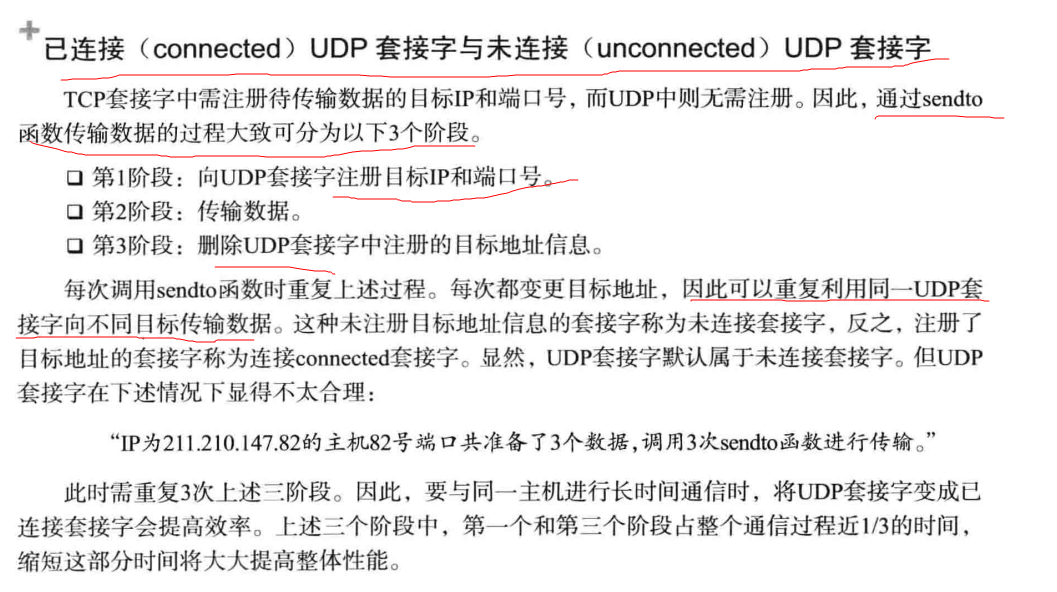 已连接（connected）UDP 套接字与未连接（unconnected）UDP 套接字
TCP套接字中需注册待传输数据的目标IP和端口号，而UDP中则无需注册。因此，通过sendto
函数传输数据的过程大致可分为以下3个阶段。
❑ 第1阶段：向UDP套接字注册目标IP和端口号。
❑ 第2阶段：传输数据。
❑ 第3阶段：删除UDP套接字中注册的目标地址信息。
每次调用sendto函数时重复上述过程。每次都变更目标地址，因此可以重复利用同一UDP套
接字向不同目标传输数据。这种未注册目标地址信息的套接字称为未连接套接字，反之，注册了
目标地址的套接字称为连接connected套接字。显然，UDP套接字默认属于未连接套接字。但UDP
套接字在下述情况下显得不太合理：
“IP为211.210.147.82的主机82号端口共准备了3个数据，调用3次sendto函数进行传输。”
此时需重复3次上述三阶段。因此，要与同一主机进行长时间通信时，将UDP套接字变成已
连接套接字会提高效率。上述三个阶段中，第一个和第三个阶段占整个通信过程近1/3的时间，
缩短这部分时间将大大提高整体性能。